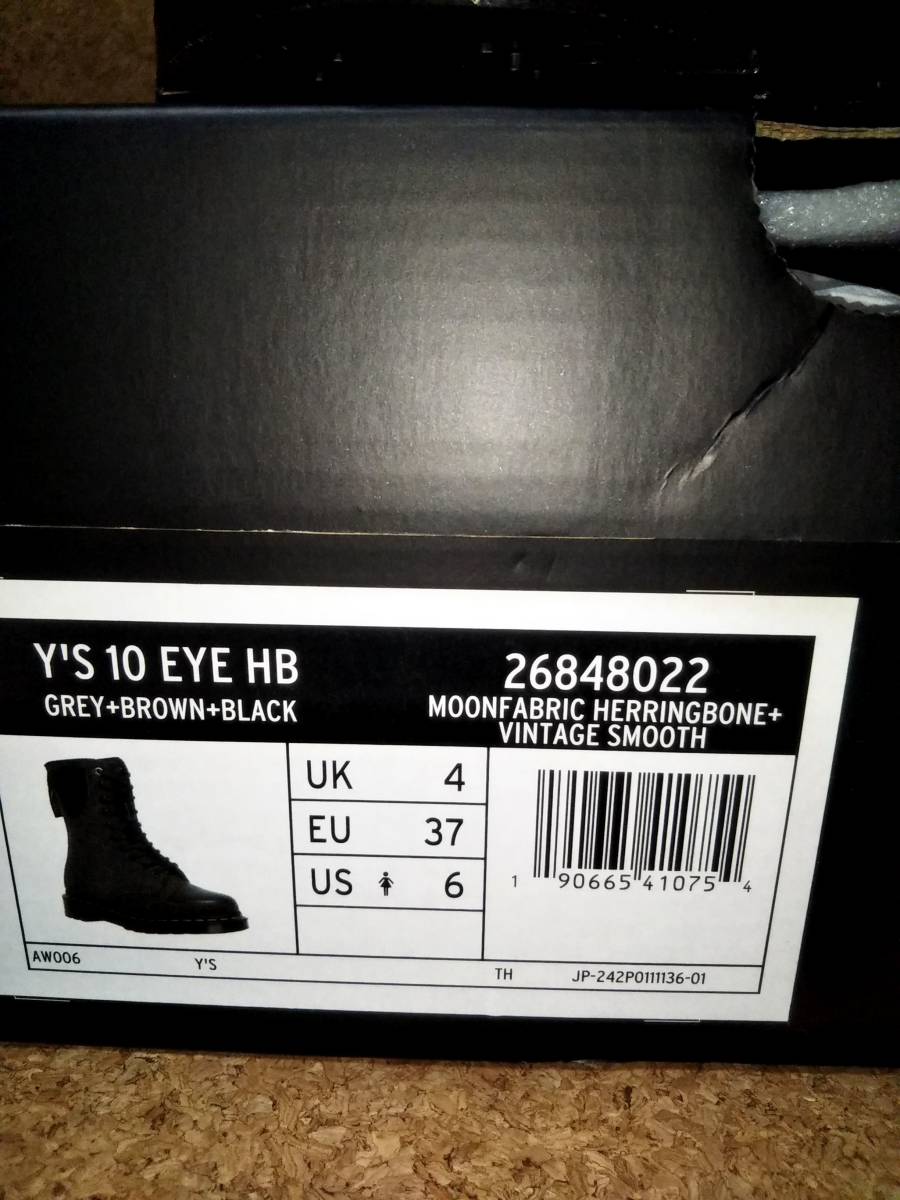 Y'S 10 EYE HB
GREY+BROWN+BLACK
26848022
MOONFABRIC HERRINGBONE+
VINTAGE SMOOTH
UK 4
EU 37
US 6
1 90665 41075 4
AW006 Y'S TH JP-242P0111136-01